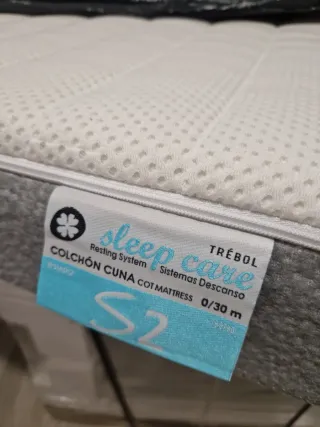 TRÉBOL
sleep care
Resting System Sistemas Descanso
COLCHÓN CUNA COT MATTRESS 0/30 m
S2